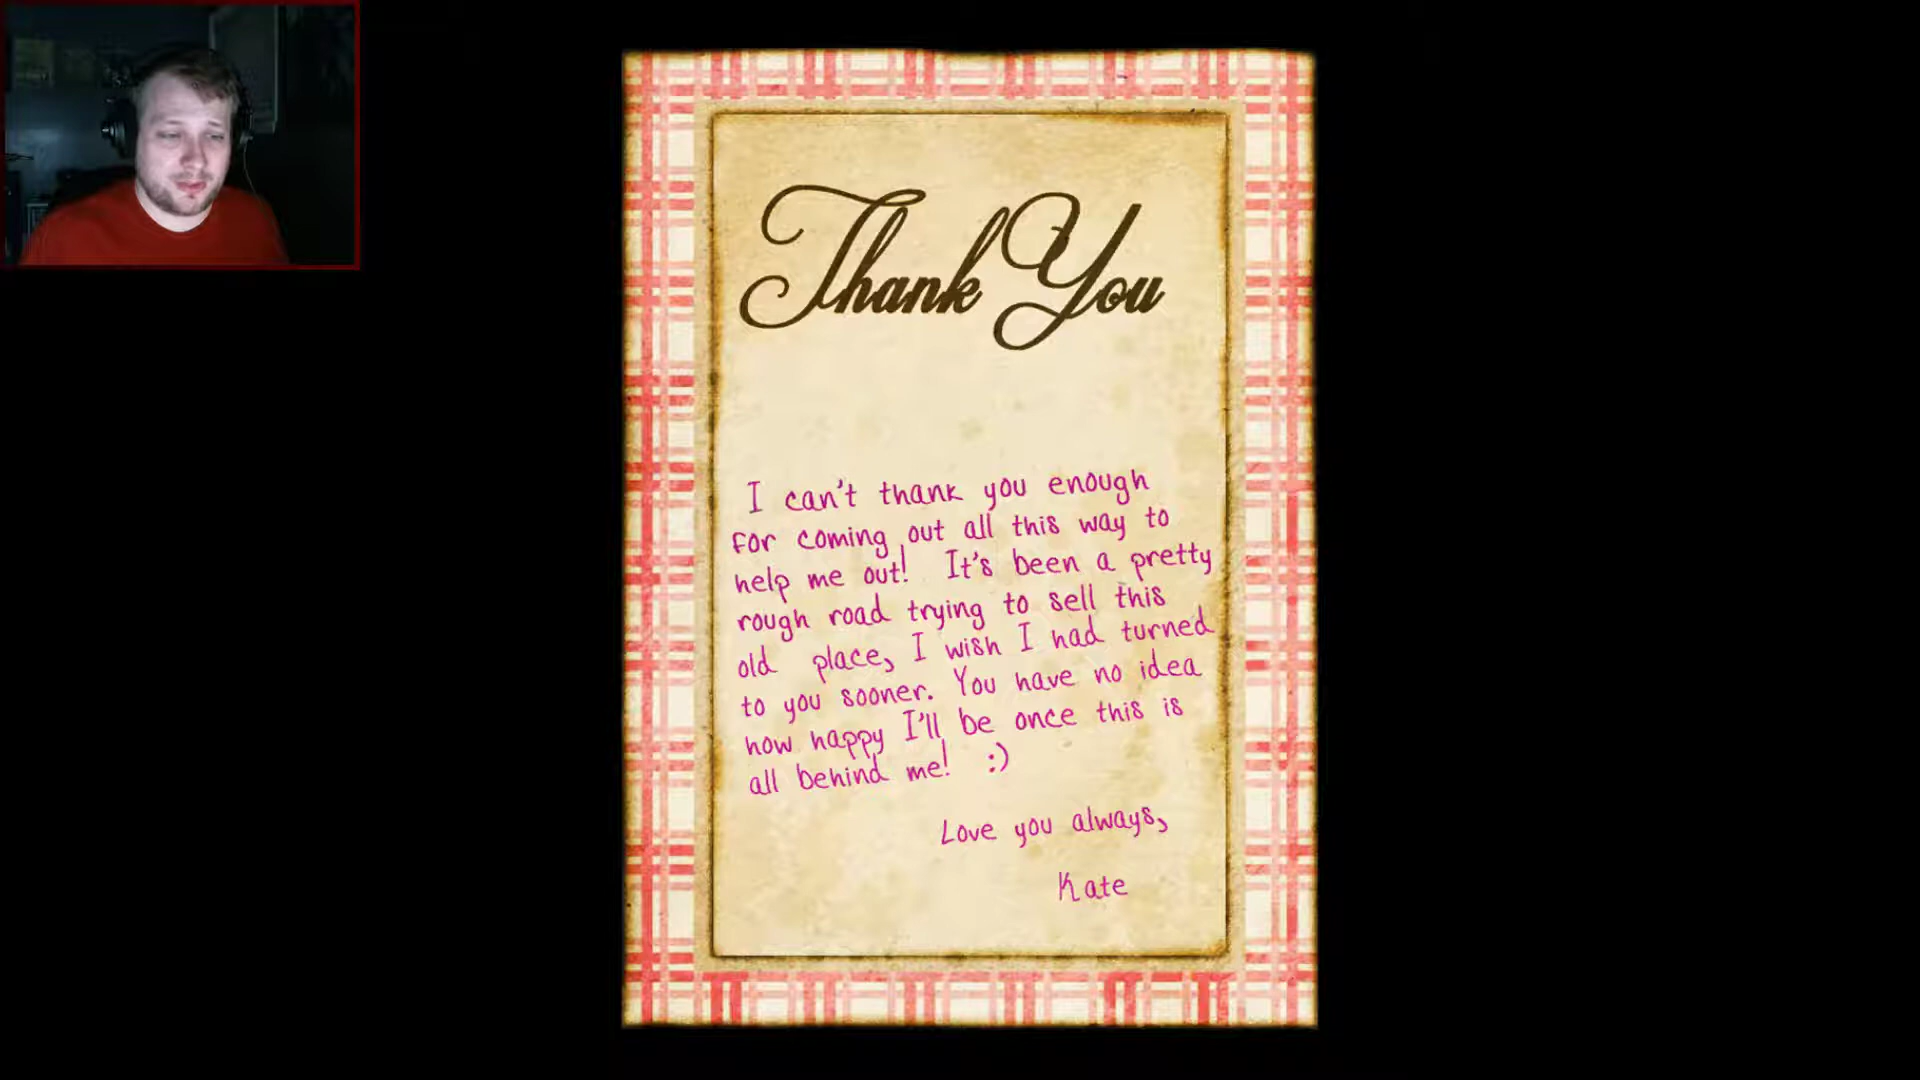 Thank You
I can't thank you enough
for coming out all this way to
help me out! It's been a pretty
rough road trying to sell this
old place, I wish I had turned
to you sooner. You have no idea
how happy I'll be once this is
all behind me! :)
Love you always,
Kate